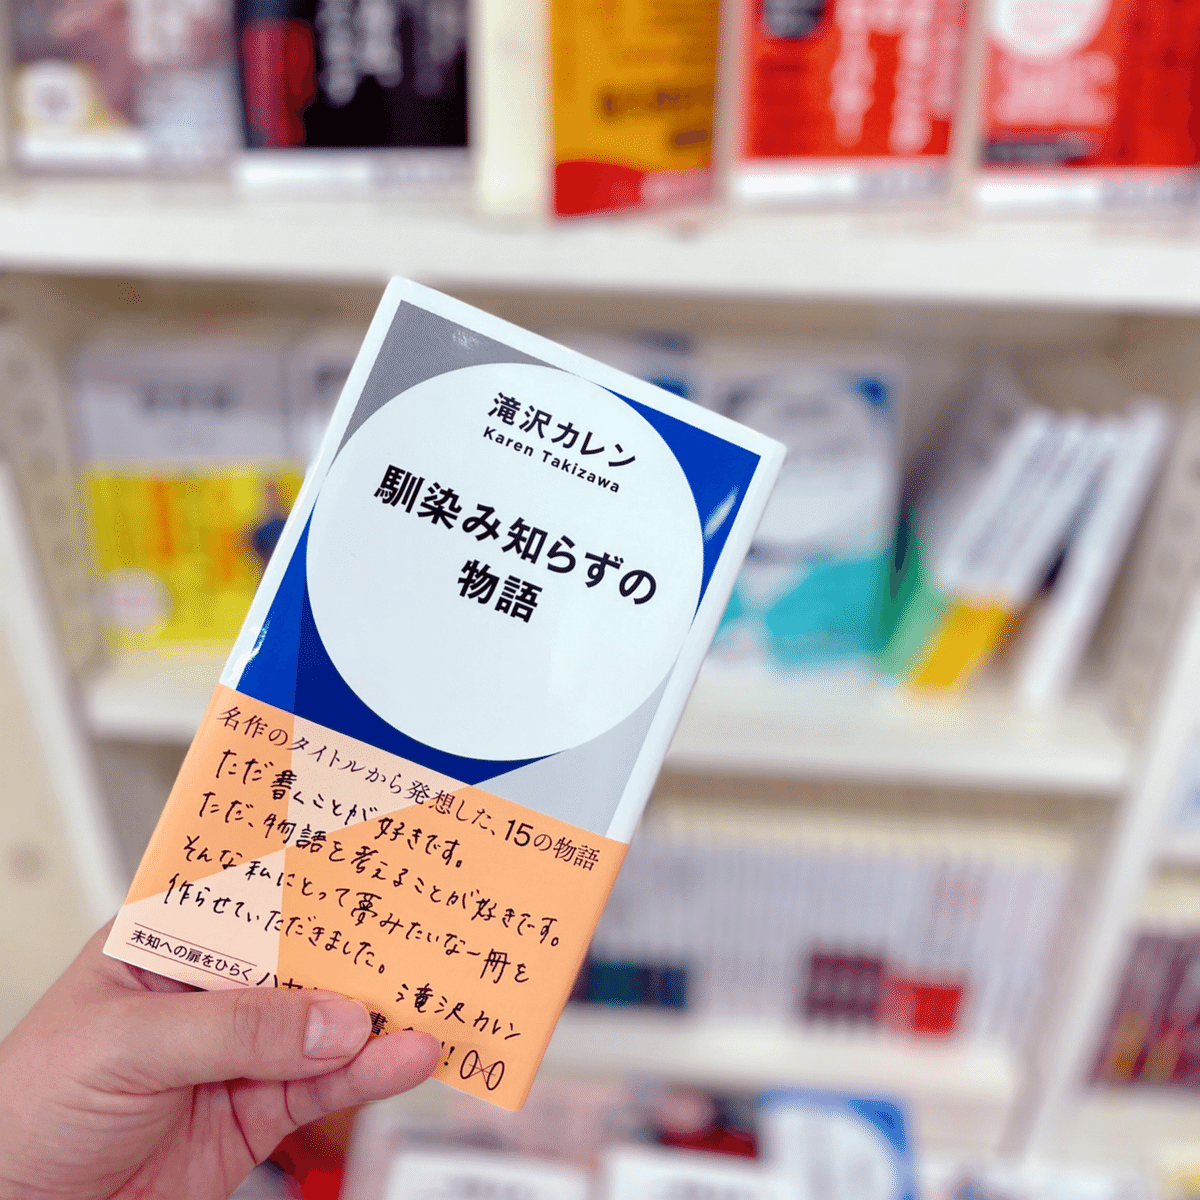 滝沢カレン
Karen Takizawa
馴染み知らずの
物語
名作のタイトルから発想した、15の物語
ただ書くことが好きです。
ただ、物語を考えることが好きです。
そんな私にとって夢みたいな一冊を
作らせていただきました。
滝沢カレン
未知への扉をひらく